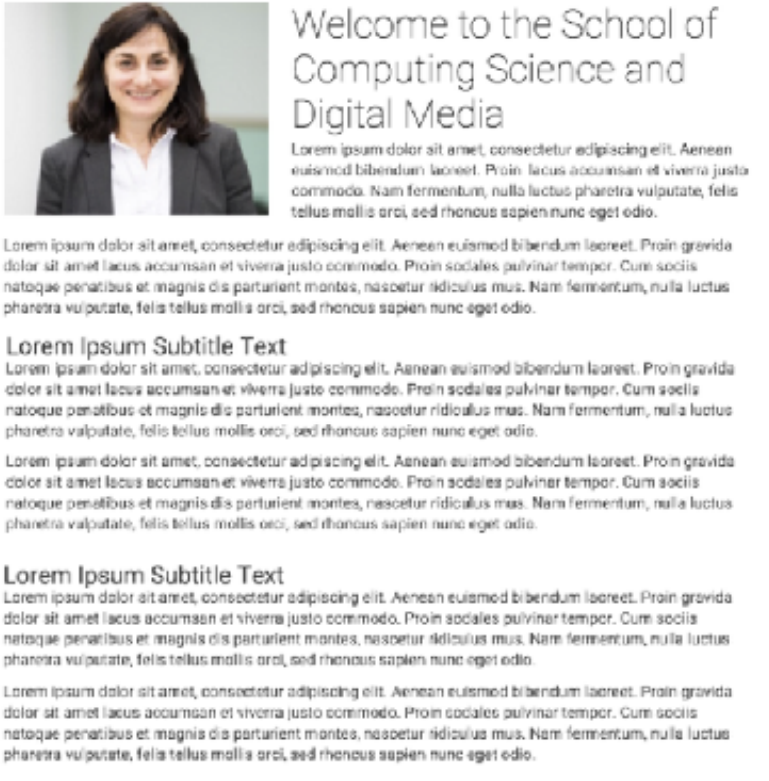 Welcome to the School of
Computing Science and
Digital Media
Lorem ipsum dolor sit amet, consectetur adipiscing elit. Aenean
euismod bibendum laoreet. Proin lacus accumsan et viverra justo
commodo. Nam fermentum, nulla luctus pharetra vulputate, felis
tellus mollis orci, sed rhoncus sapien nunc eget odio.
Lorem ipsum dolor sit amet, consectetur adipiscing elit. Aenean euismod bibendum laoreet. Proin gravida
dolor sit amet lacus accumsan et viverra justo commodo. Proin sodales pulvinar tempor. Cum sociis
natoque penatibus et magnis dis parturient montes, nascetur ridiculus mus. Nam fermentum, nulla luctus
pharetra vulputate, felis tellus mollis orci, sed rhoncus sapien nunc eget odio.
Lorem Ipsum Subtitle Text
Lorem ipsum dolor sit amet, consectetur adipiscing elit. Aenean euismod bibendum laoreet. Proin gravida
dolor sit amet lacus accumsan et viverra justo commodo. Proin sodales pulvinar tempor. Cum sociis
natoque penatibus et magnis dis parturient montes, nascetur ridiculus mus. Nam fermentum, nulla luctus
pharetra vulputate, felis tellus mollis orci, sed rhoncus sapien nunc eget odio.
Lorem ipsum dolor sit amet, consectetur adipiscing elit. Aenean euismod bibendum laoreet. Proin gravida
dolor sit amet lacus accumsan et viverra justo commodo. Proin sodales pulvinar tempor. Cum sociis
natoque penatibus et magnis dis parturient montes, nascetur ridiculus mus. Nam fermentum, nulla luctus
pharetra vulputate, felis tellus mollis orci, sed rhoncus sapien nunc eget odio.
Lorem Ipsum Subtitle Text
Lorem ipsum dolor sit amet, consectetur adipiscing elit. Aenean euismod bibendum laoreet. Proin gravida
dolor sit amet lacus accumsan et viverra justo commodo. Proin sodales pulvinar tempor. Cum sociis
natoque penatibus et magnis dis parturient montes, nascetur ridiculus mus. Nam fermentum, nulla luctus
pharetra vulputate, felis tellus mollis orci, sed rhoncus sapien nunc eget odio.
Lorem ipsum dolor sit amet, consectetur adipiscing elit. Aenean euismod bibendum laoreet. Proin gravida
dolor sit amet lacus accumsan et viverra justo commodo. Proin sodales pulvinar tempor. Cum sociis
natoque penatibus et magnis dis parturient montes, nascetur ridiculus mus. Nam fermentum, nulla luctus
pharetra vulputate, felis tellus mollis orci, sed rhoncus sapien nunc eget odio.